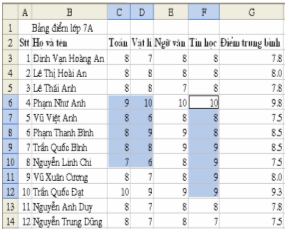 A B C D E F G
1 Bảng điểm lớp 7A
2 Stt Họ và tên Toán Vật lí Ngữ văn Tin học Điểm trung bình
3 1 Đinh Vạn Hoàng An 8 7 8 8 7.8
4 2 Lê Thị Hoài An 8 8 8 8 8.0
5 3 Lê Thái Anh 8 8 7 8 7.8
6 4 Phạm Như Anh 9 10 10 10 9.8
7 5 Vũ Việt Anh 8 6 8 8 7.5
8 6 Phạm Thanh Bình 8 9 9 8 8.5
9 7 Trần Quốc Bình 8 8 9 9 8.5
10 8 Nguyễn Linh Chi 7 6 8 9 7.5
11 9 Vũ Xuân Cương 8 7 8 9 8.0
12 10 Trần Quốc Đạt 10 9 9 9 9.3
13 11 Nguyễn Anh Duy 8 7 8 8 7.8
14 12 Nguyễn Trung Dũng 8 7 8 7 7.5